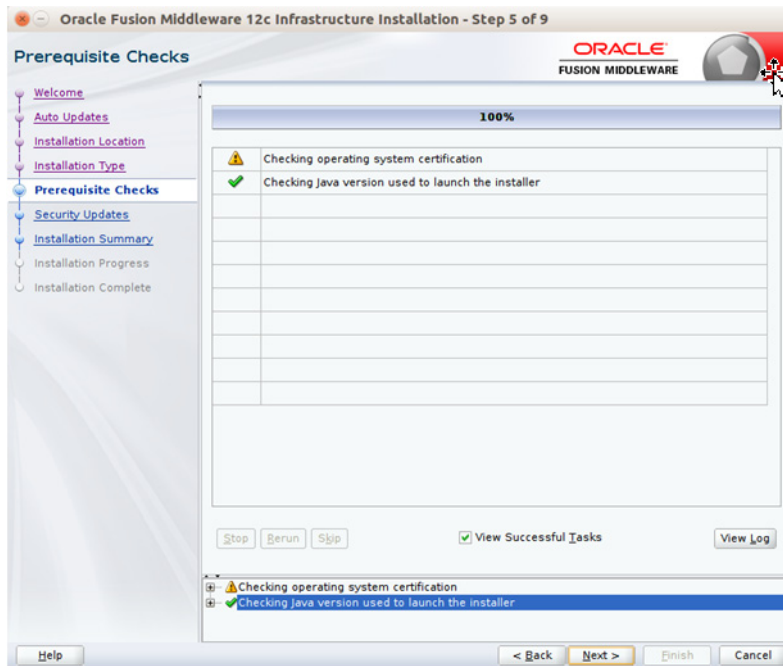 Oracle Fusion Middleware 12c Infrastructure Installation - Step 5 of 9
Prerequisite Checks
ORACLE
FUSION MIDDLEWARE
Welcome
Auto Updates
Installation Location
Installation Type
Prerequisite Checks
Security Updates
Installation Summary
Installation Progress
Installation Complete
100%
Checking operating system certification
Checking Java version used to launch the installer
Stop Rerun Skip View Successful Tasks View Log
Checking operating system certification
Checking Java version used to launch the installer
Help < Back Next > Finish Cancel